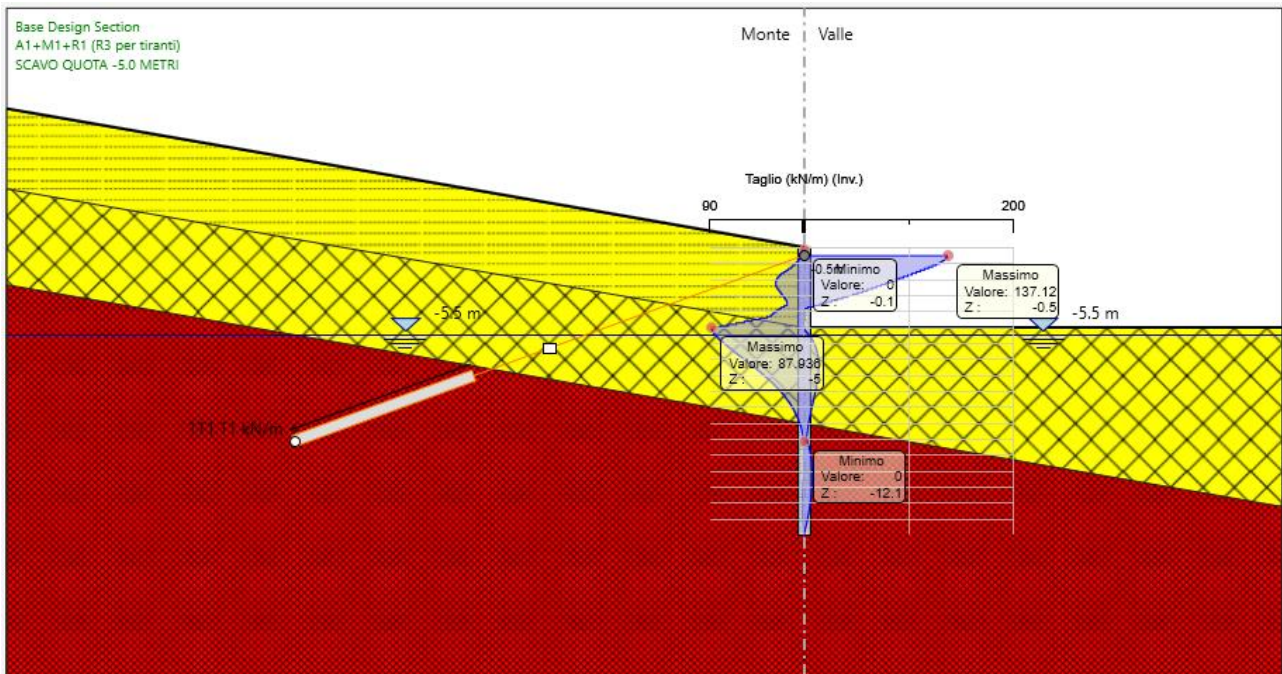 Base Design Section
A1+M1+R1 (R3 per tiranti)
SCAVO QUOTA -5.0 METRI
Monte
Valle
Taglio (kN/m) (Inv.)
90
200
-0.5m
Minimo
Valore: 0
Z : -0.1
Massimo
Valore: 137.12
Z : -0.5
-5.5 m
-5.5 m
Massimo
Valore: 87.936
Z : -5
131.11 kN/m
Minimo
Valore: 0
Z : -12.1